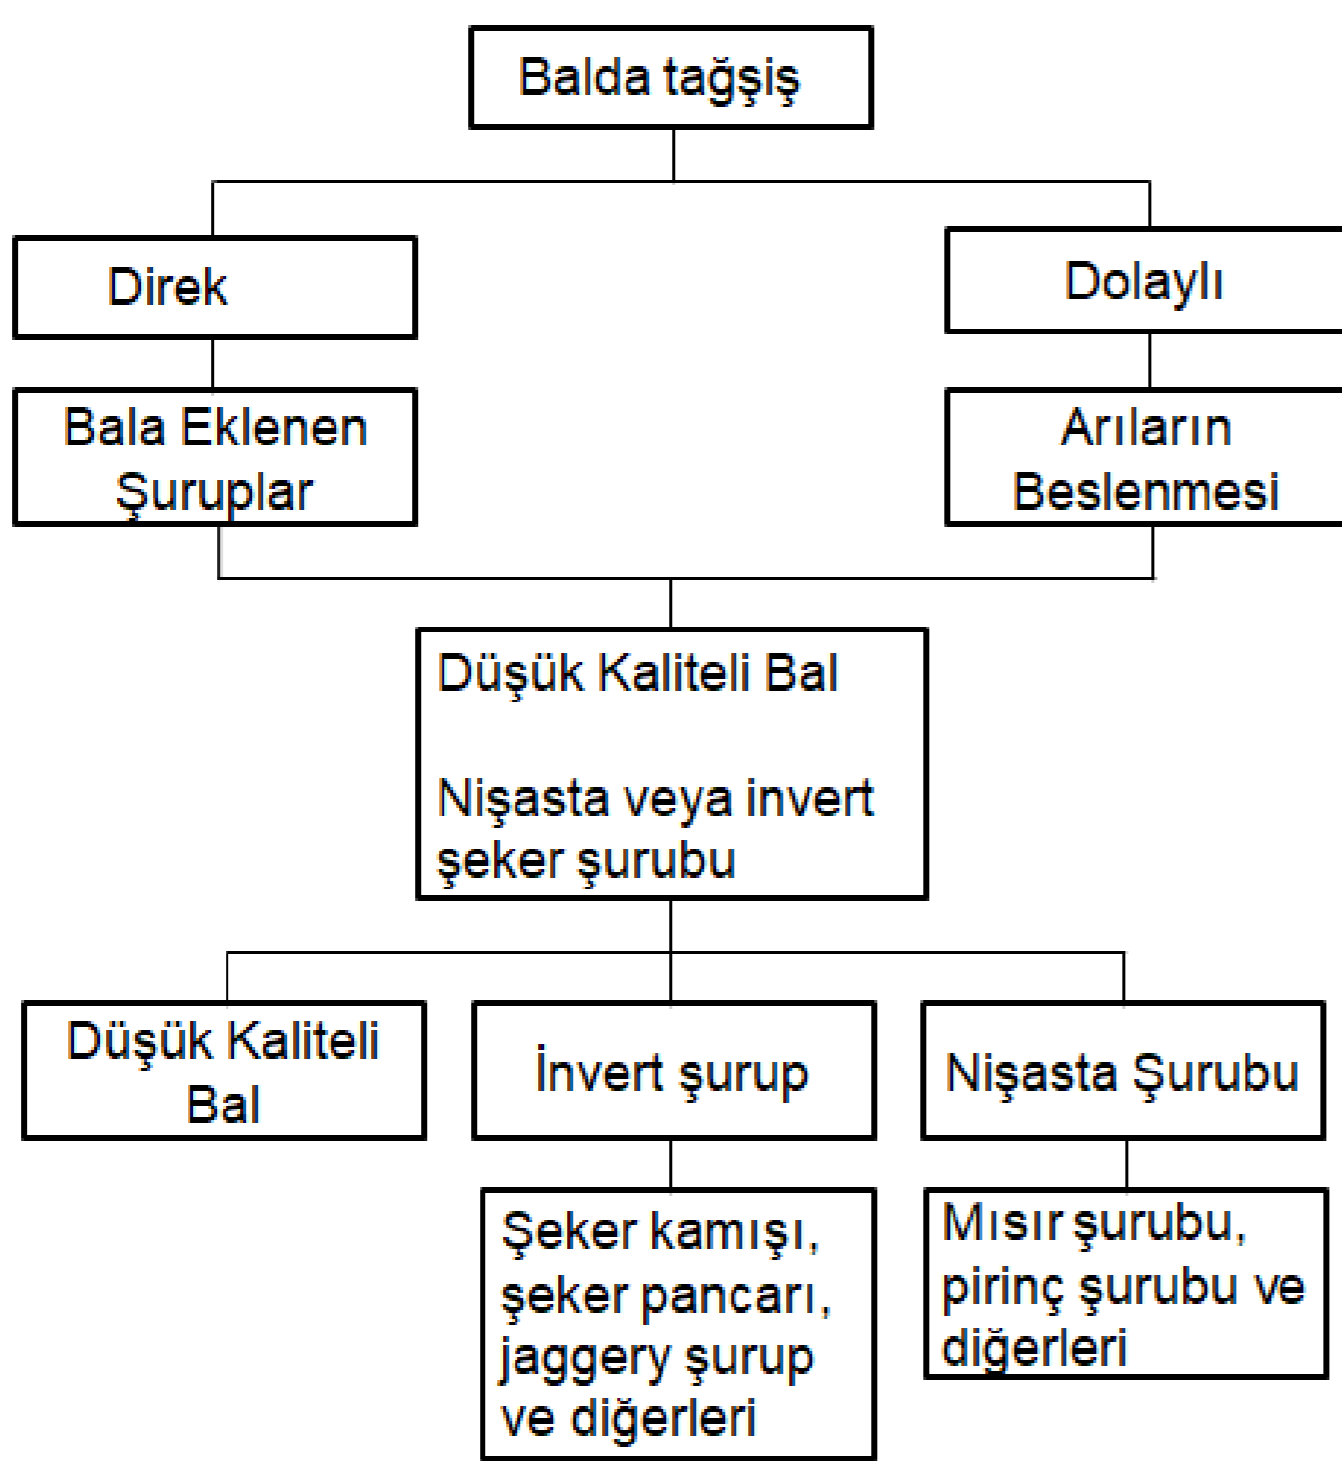 Balda tağşiş
Direk
Dolaylı
Bala Eklenen
Şuruplar
Arıların
Beslenmesi
Düşük Kaliteli Bal
Nişasta veya invert
şeker şurubu
Düşük Kaliteli
Bal
İnvert şurup
Nişasta Şurubu
Şeker kamışı,
şeker pancarı,
jaggery şurup
ve diğerleri
Mısır şurubu,
pirinç şurubu ve
diğerleri